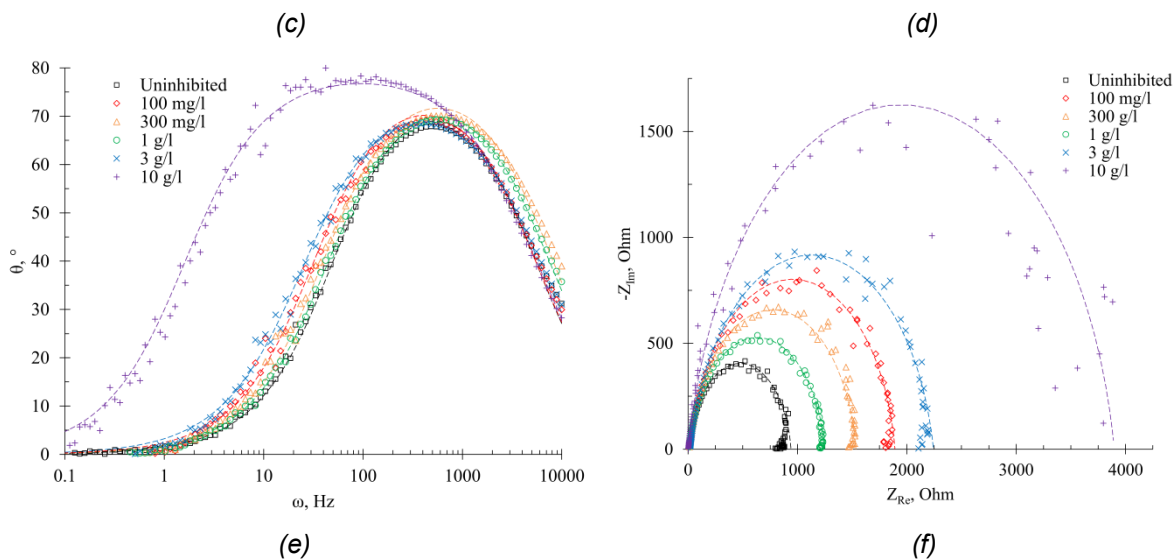 (c)
(d)
80
70
60
50
40
30
20
10
0
θ, °
0.1
1
10
100
1000
10000
ω, Hz
Uninhibited
100 mg/l
300 mg/l
1 g/l
3 g/l
10 g/l
1500
1000
500
0
-Z_Im, Ohm
0
1000
2000
3000
4000
Z_Re, Ohm
Uninhibited
100 mg/l
300 g/l
1 g/l
3 g/l
10 g/l
(e)
(f)